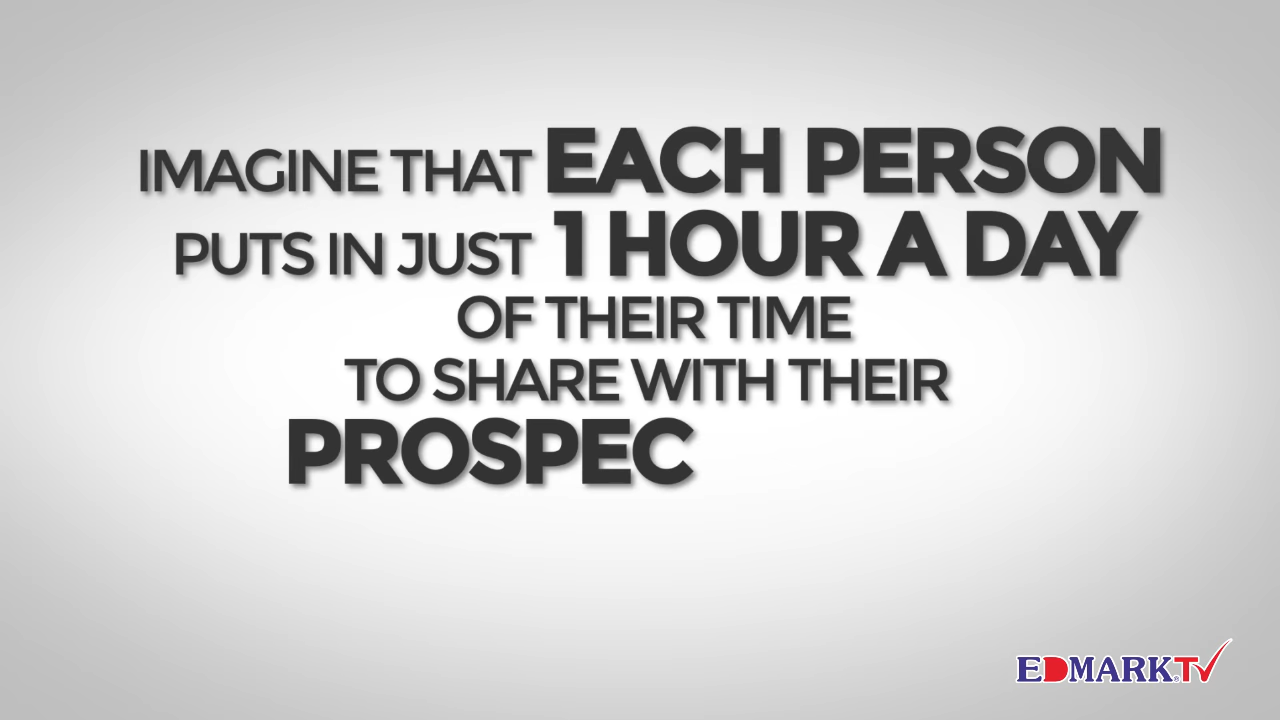 IMAGINE THAT EACH PERSON
PUTS IN JUST 1 HOUR A DAY
OF THEIR TIME
TO SHARE WITH THEIR
PROSPEC
EDMARK TV